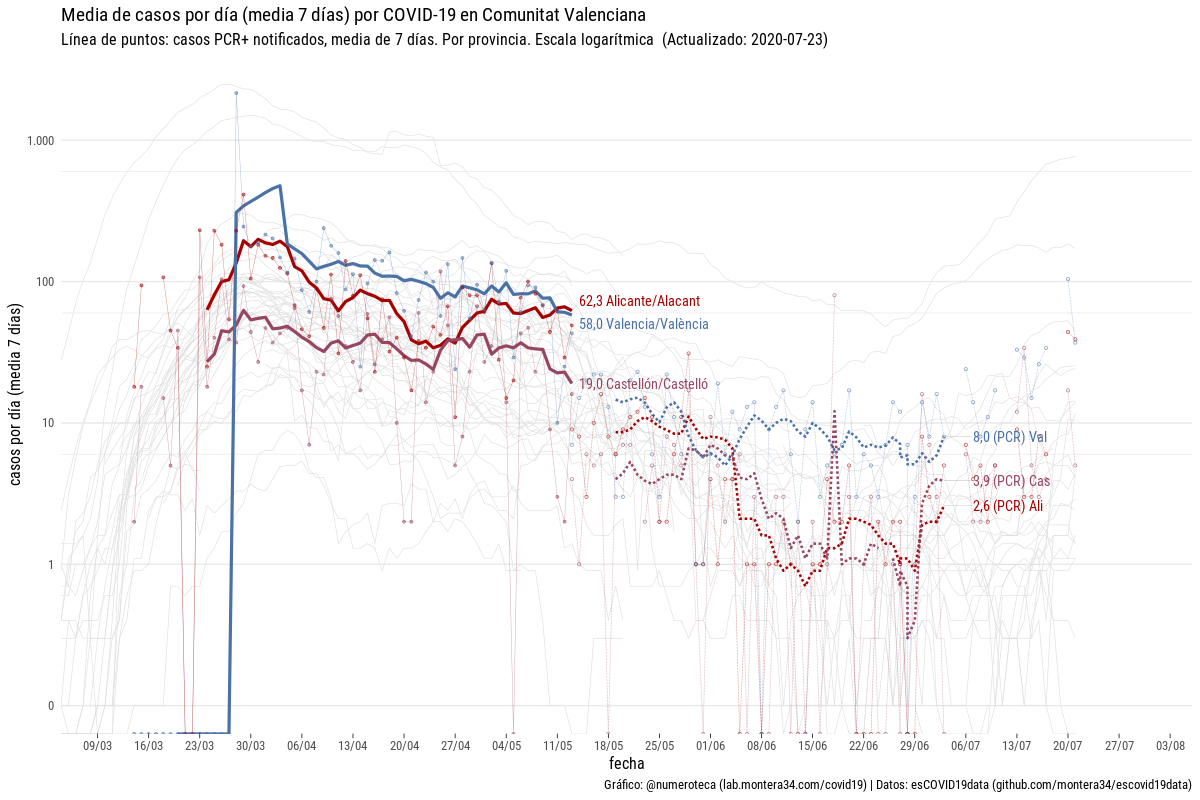 Media de casos por día (media 7 días) por COVID-19 en Comunitat Valenciana
Línea de puntos: casos PCR+ notificados, media de 7 días. Por provincia. Escala logarítmica (Actualizado: 2020-07-23)
casos por día (media 7 días)
1.000
100
10
1
0
62,3 Alicante/Alacant
58,0 Valencia/València
19,0 Castellón/Castelló
8,0 (PCR) Val
3,9 (PCR) Cas
2,6 (PCR) Ali
09/03 16/03 23/03 30/03 06/04 13/04 20/04 27/04 04/05 11/05 18/05 25/05 01/06 08/06 15/06 22/06 29/06 06/07 13/07 20/07 27/07 03/08
fecha
Gráfico: @numeroteca (lab.montera34.com/covid19) | Datos: esCOVID19data (github.com/montera34/escovid19data)